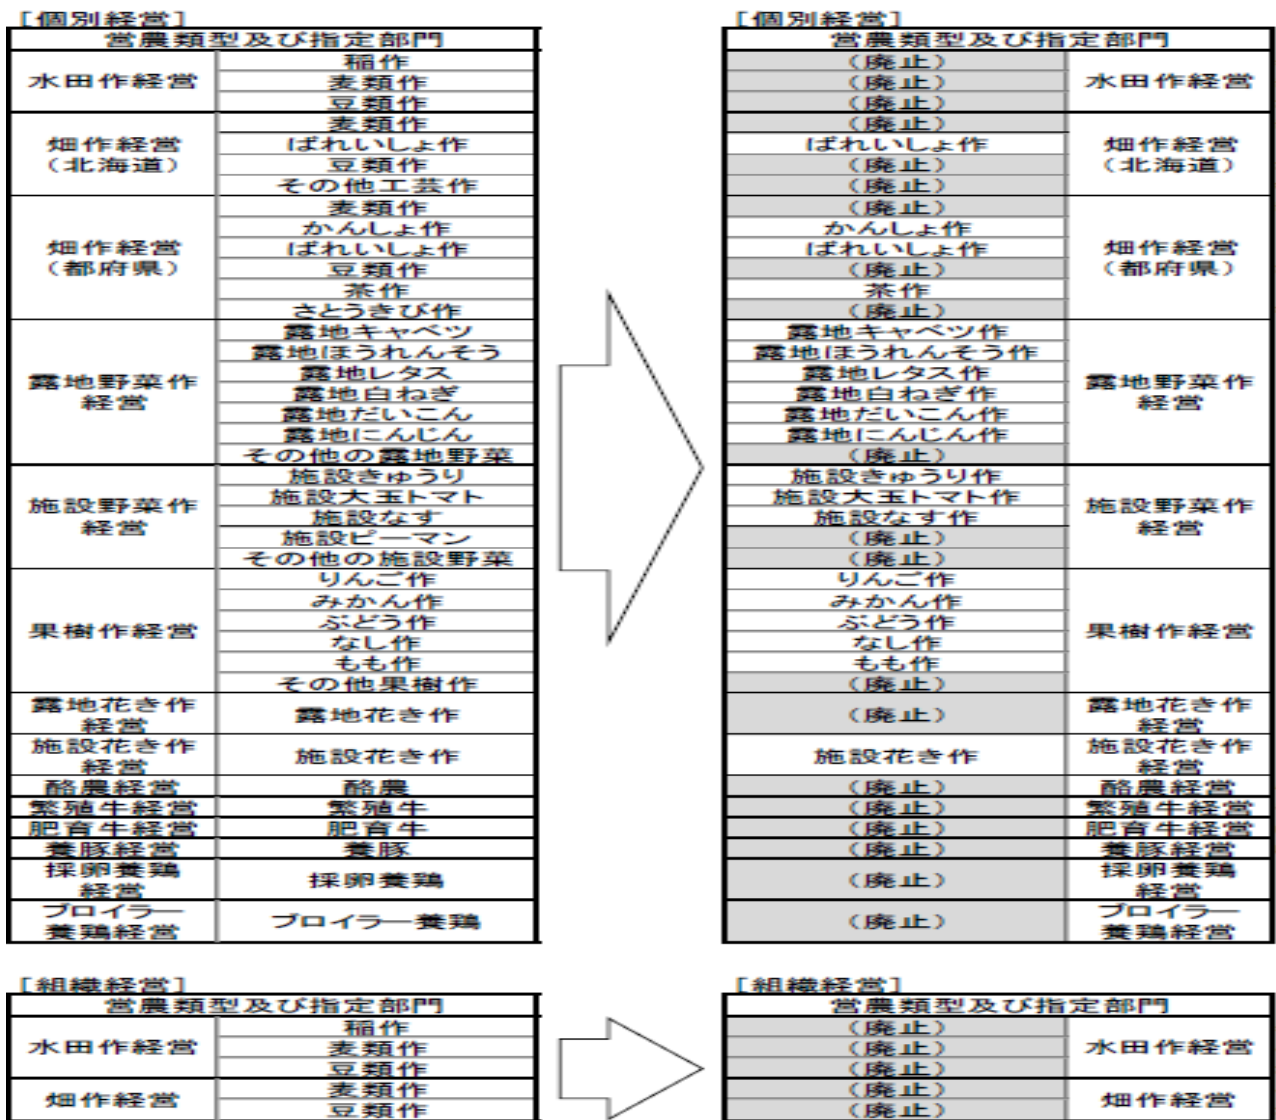 ［個別経営］
営農類型及び指定部門
水田作経営
稲作
麦類作
豆類作
畑作経営
（北海道）
麦類作
ばれいしょ作
豆類作
その他工芸作
畑作経営
（都府県）
麦類作
かんしょ作
ばれいしょ作
豆類作
茶作
さとうきび作
露地野菜作
経営
露地キャベツ
露地ほうれんそう
露地レタス
露地白ねぎ
露地だいこん
露地にんじん
その他の露地野菜
施設野菜作
経営
施設きゅうり
施設大玉トマト
施設なす
施設ピーマン
その他の施設野菜
果樹作経営
りんご作
みかん作
ぶどう作
なし作
もも作
その他果樹作
露地花き作
経営
露地花き作
施設花き作
経営
施設花き作
酪農経営
酪農
繁殖牛経営
繁殖牛
肥育牛経営
肥育牛
養豚経営
養豚
採卵養鶏
経営
採卵養鶏
ブロイラー
養鶏経営
ブロイラー養鶏
［個別経営］
営農類型及び指定部門
（廃止）
（廃止）
（廃止）
水田作経営
（廃止）
ばれいしょ作
（廃止）
（廃止）
畑作経営
（北海道）
（廃止）
かんしょ作
ばれいしょ作
（廃止）
茶作
（廃止）
畑作経営
（都府県）
露地キャベツ作
露地ほうれんそう作
露地レタス作
露地白ねぎ作
露地だいこん作
露地にんじん作
（廃止）
露地野菜作
経営
施設きゅうり作
施設大玉トマト作
施設なす作
（廃止）
（廃止）
施設野菜作
経営
りんご作
みかん作
ぶどう作
なし作
もも作
（廃止）
果樹作経営
（廃止）
露地花き作
経営
施設花き作
施設花き作
経営
（廃止）
酪農経営
（廃止）
繁殖牛経営
（廃止）
肥育牛経営
（廃止）
養豚経営
（廃止）
採卵養鶏
経営
（廃止）
ブロイラー
養鶏経営
［組織経営］
営農類型及び指定部門
水田作経営
稲作
麦類作
豆類作
畑作経営
麦類作
豆類作
［組織経営］
営農類型及び指定部門
（廃止）
（廃止）
（廃止）
水田作経営
（廃止）
（廃止）
畑作経営